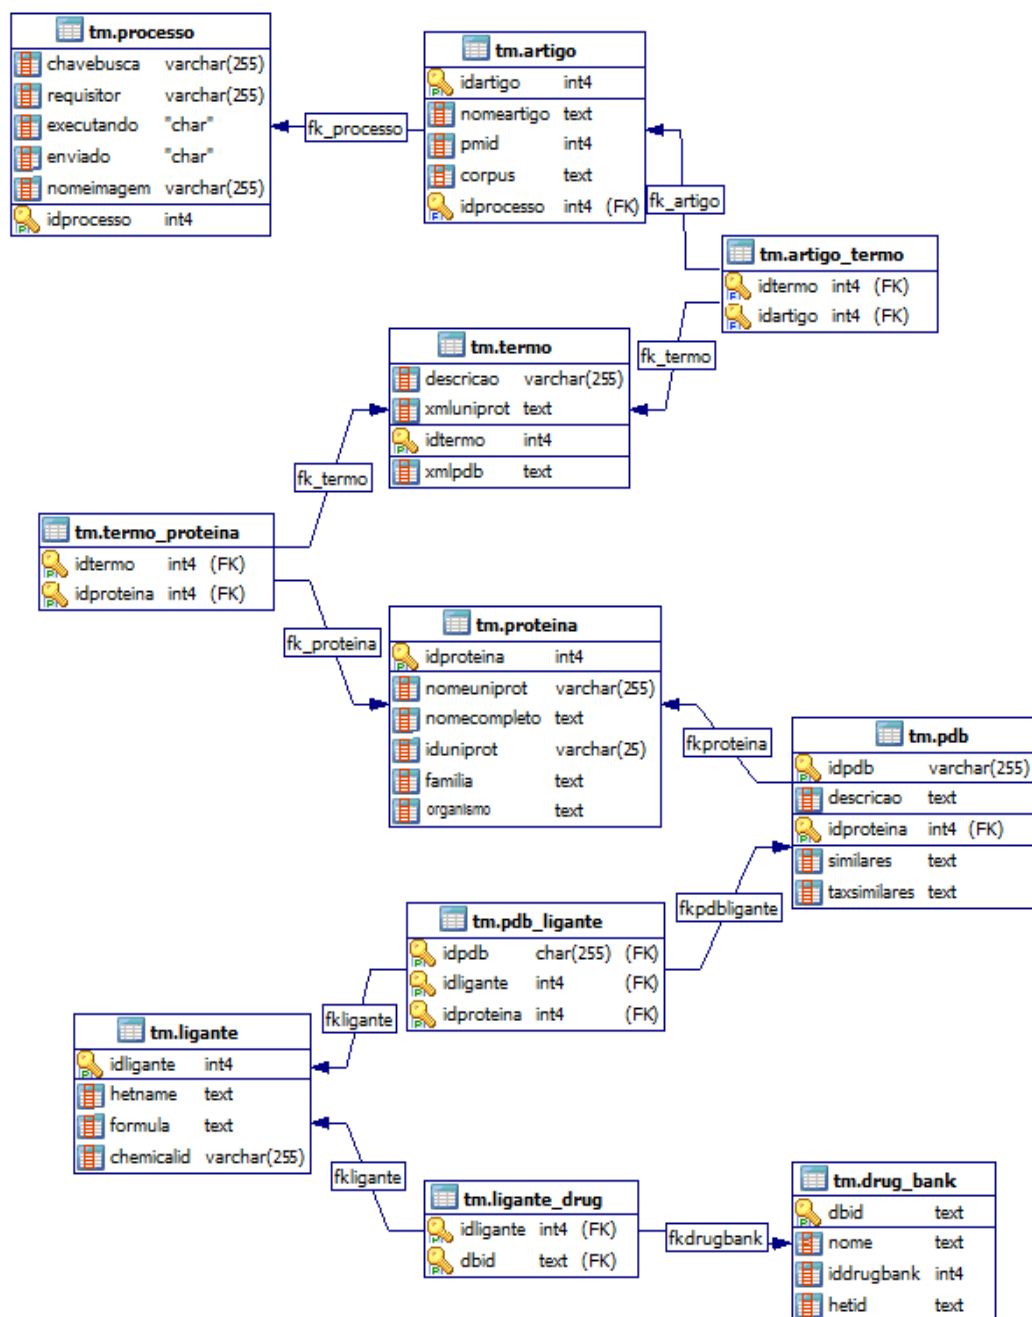 tm.processo
chavebusca varchar(255)
requisitor varchar(255)
executando "char"
enviado "char"
nomeimagem varchar(255)
idprocesso int4
fk_processo
tm.artigo
idartigo int4
nomeartigo text
pmid int4
corpus text
idprocesso int4 (FK)
fk_artigo
tm.artigo_termo
idtermo int4 (FK)
idartigo int4 (FK)
fk_termo
tm.termo
descricao varchar(255)
xmluniprot text
idtermo int4
xmlpdb text
fk_termo
tm.termo_proteina
idtermo int4 (FK)
idproteina int4 (FK)
fk_proteina
tm.proteina
idproteina int4
nomeuniprot varchar(255)
nomecompleto text
iduniprot varchar(25)
familia text
organismo text
fkproteina
tm.pdb
idpdb varchar(255)
descricao text
idproteina int4 (FK)
similares text
taxsimilares text
fkpdbligante
tm.pdb_ligante
idpdb char(255) (FK)
idligante int4 (FK)
idproteina int4 (FK)
fkligante
tm.ligante
idligante int4
hetname text
formula text
chemicalid varchar(255)
fkligante
tm.ligante_drug
idligante int4 (FK)
dbid text (FK)
fkdrugbank
tm.drug_bank
dbid text
nome text
iddrugbank int4
hetid text